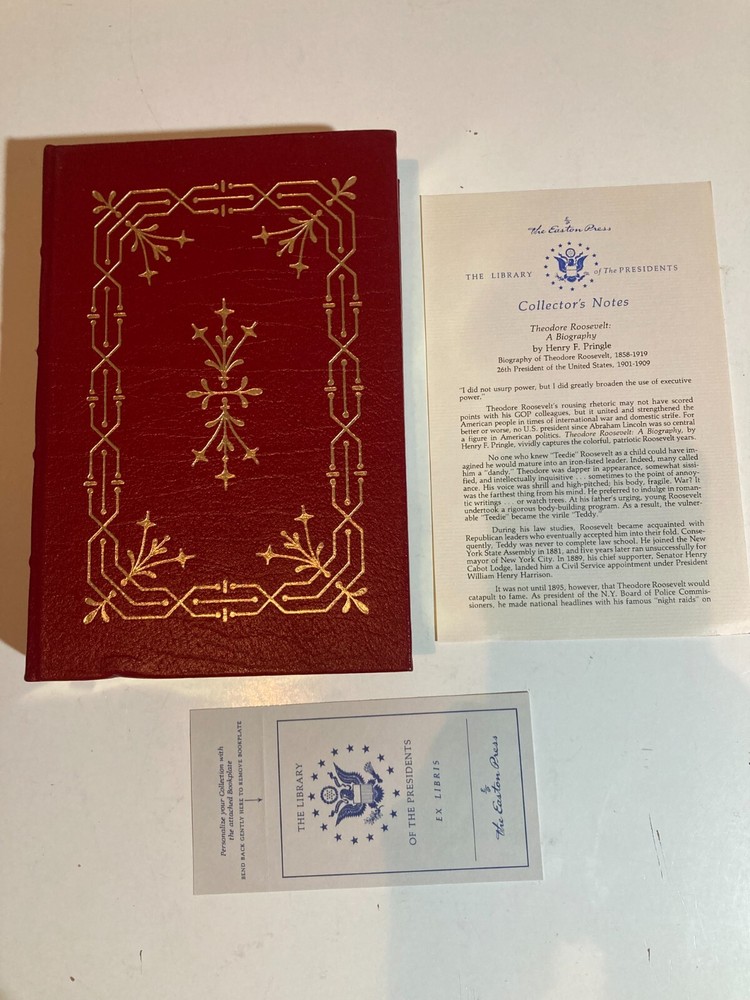 The Easton Press
THE LIBRARY of The PRESIDENTS
Collector's Notes
Theodore Roosevelt:
A Biography
by Henry F. Pringle
Biography of Theodore Roosevelt, 1858-1919
26th President of the United States, 1901-1909
"I did not usurp power, but I did greatly broaden the use of executive
power."
Theodore Roosevelt's rousing rhetoric may not have scored
points with his GOP colleagues, but it united and strengthened the
American people in times of international war and domestic strife. For
better or worse, no U.S. president since Abraham Lincoln was so central
a figure in American politics. Theodore Roosevelt: A Biography, by
Henry F. Pringle, vividly captures the colorful, patriotic Roosevelt years.
No one who knew "Teedie" Roosevelt as a child could have im-
agined he would mature into an iron-fisted leader. Indeed, many called
him a "dandy." Theodore was dapper in appearance, somewhat sissi-
fied, and intellectually inquisitive . . . sometimes to the point of annoy-
ance. His voice was shrill and high-pitched; his body, fragile. War? It
was the farthest thing from his mind. He preferred to indulge in roman-
tic writings . . . or watch trees. At his father's urging, young Roosevelt
undertook a rigorous body-building program. As a result, the vulner-
able "Teedie" became the virile "Teddy."
During his law studies, Roosevelt became acquainted with
Republican leaders who eventually accepted him into their fold. Conse-
quently, Teddy was never to complete law school. He joined the New
York State Assembly in 1881, and five years later ran unsuccessfully for
mayor of New York City. In 1889, his chief supporter, Senator Henry
Cabot Lodge, landed him a Civil Service appointment under President
William Henry Harrison.
It was not until 1895, however, that Theodore Roosevelt would
catapult to fame. As president of the N.Y. Board of Police Commis-
sioners, he made national headlines with his famous "night raids" on
Personalize your Collection with
the attached Bookplate
BEND BACK GENTLY HERE TO REMOVE BOOKPLATE
THE LIBRARY
OF THE PRESIDENTS
EX LIBRIS
The Easton Press